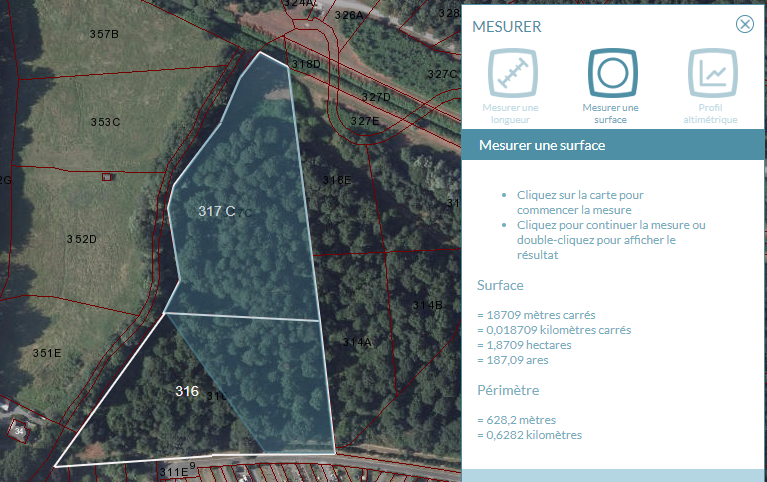 324A
326A
328
357B
318D
327C
327D
353C
327E
318E
2G
31
317 C
7C
352D
314B
351E
314A
316
34
311E
9
MESURER
Mesurer une
longueur
Mesurer une
surface
Profil
altimétrique
Mesurer une surface
• Cliquez sur la carte pour
commencer la mesure
• Cliquez pour continuer la mesure ou
double-cliquez pour afficher le
résultat
Surface
= 18709 mètres carrés
= 0,018709 kilomètres carrés
= 1,8709 hectares
= 187,09 ares
Périmètre
= 628,2 mètres
= 0,6282 kilomètres